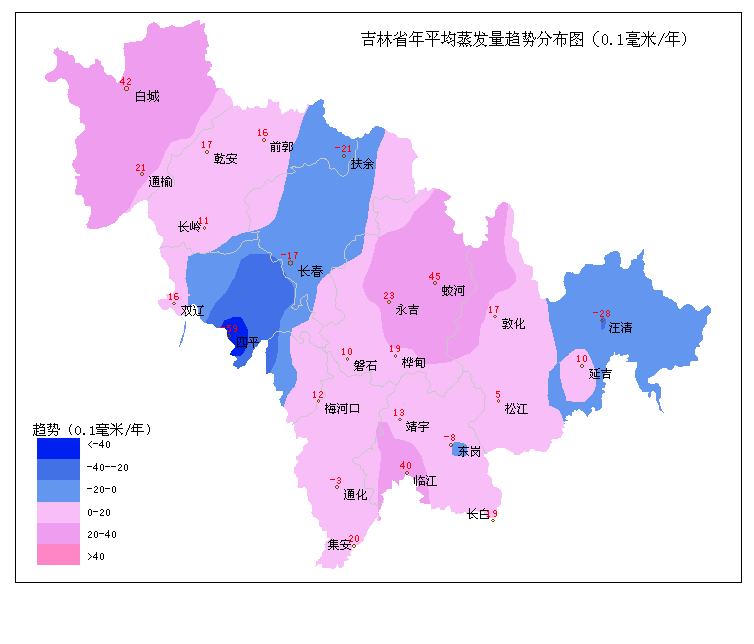 吉林省年平均蒸发量趋势分布图（0.1毫米/年）
42
白城
16
前郭
17
乾安
-21
扶余
21
通榆
11
长岭
-17
长春
45
蛟河
16
双辽
23
永吉
17
敦化
-28
汪清
四平
10
磐石
19
桦甸
10
延吉
12
梅河口
13
靖宇
5
松江
-8
东岗
40
临江
-3
通化
长白
19
20
集安
趋势（0.1毫米/年）
<-40
-40--20
-20-0
0-20
20-40
>40